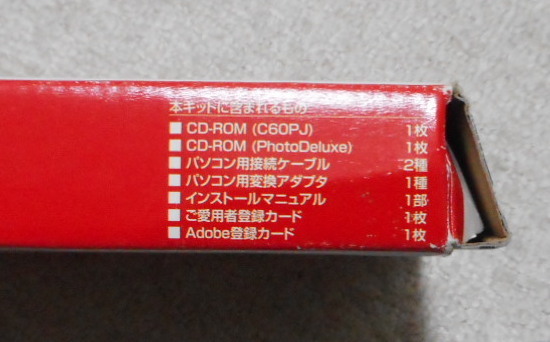 本キットに含まれるもの
■ CD-ROM (C60PJ) 1枚
■ CD-ROM (PhotoDeluxe) 1枚
■ パソコン用接続ケーブル 2種
■ パソコン用変換アダプタ 1種
■ インストールマニュアル 1部
■ ご愛用者登録カード 1枚
■ Adobe登録カード 1枚